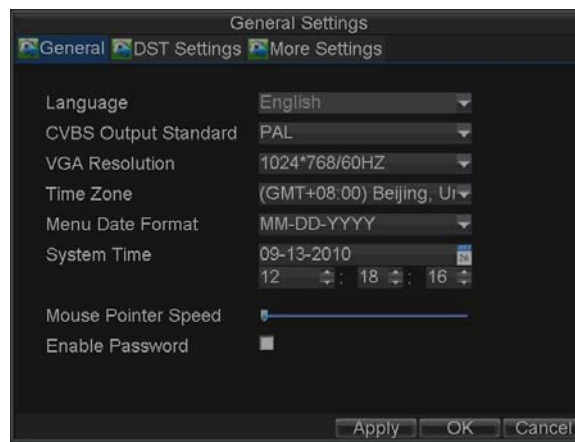 General Settings
General DST Settings More Settings
Language English
CVBS Output Standard PAL
VGA Resolution 1024*768/60HZ
Time Zone (GMT+08:00) Beijing,
Menu Date Format MM-DD-YYYY
System Time 09-13-2010
12 : 18 : 16
Mouse Pointer Speed
Enable Password
Apply OK Cancel